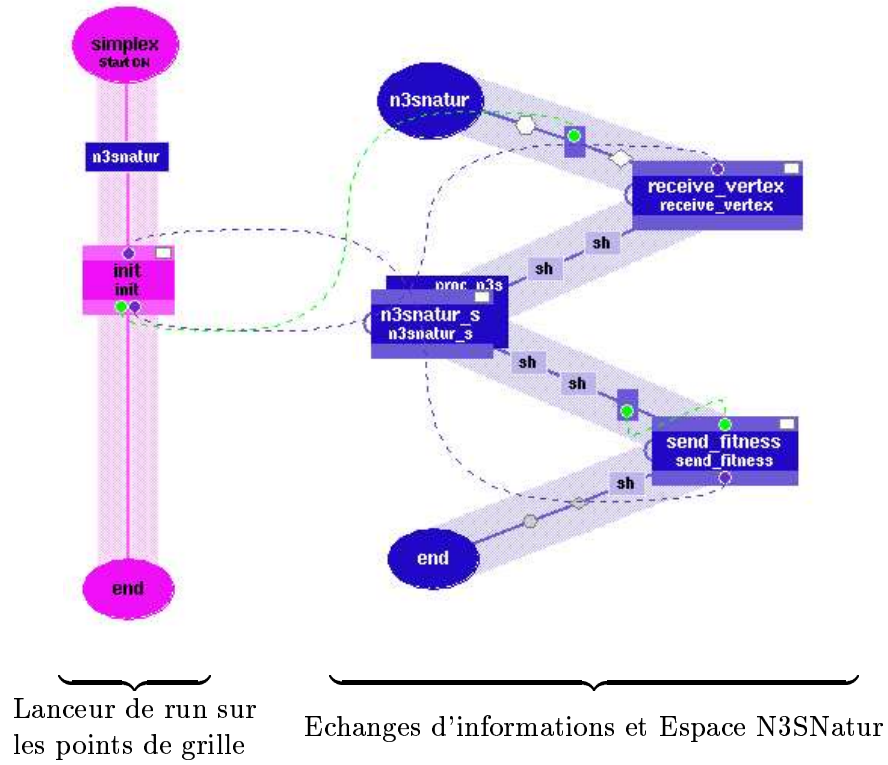 simplex
Start ON
n3snatur
init
init
end
n3snatur
receive_vertex
receive_vertex
sh
sh
proc_n3s
n3snatur_s
n3snatur_s
sh
sh
send_fitness
send_fitness
sh
end
Lanceur de run sur
les points de grille
Echanges d'informations et Espace N3SNatur